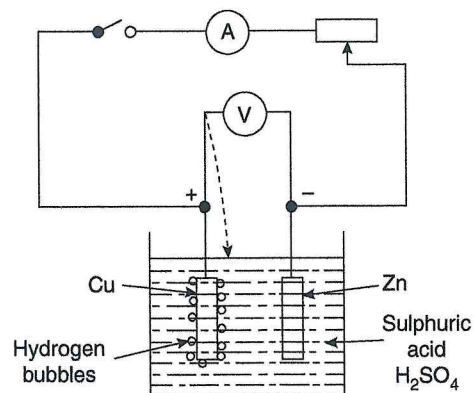 A
V
+
−
Cu
Zn
Hydrogen
bubbles
Sulphuric
acid
H₂SO₄